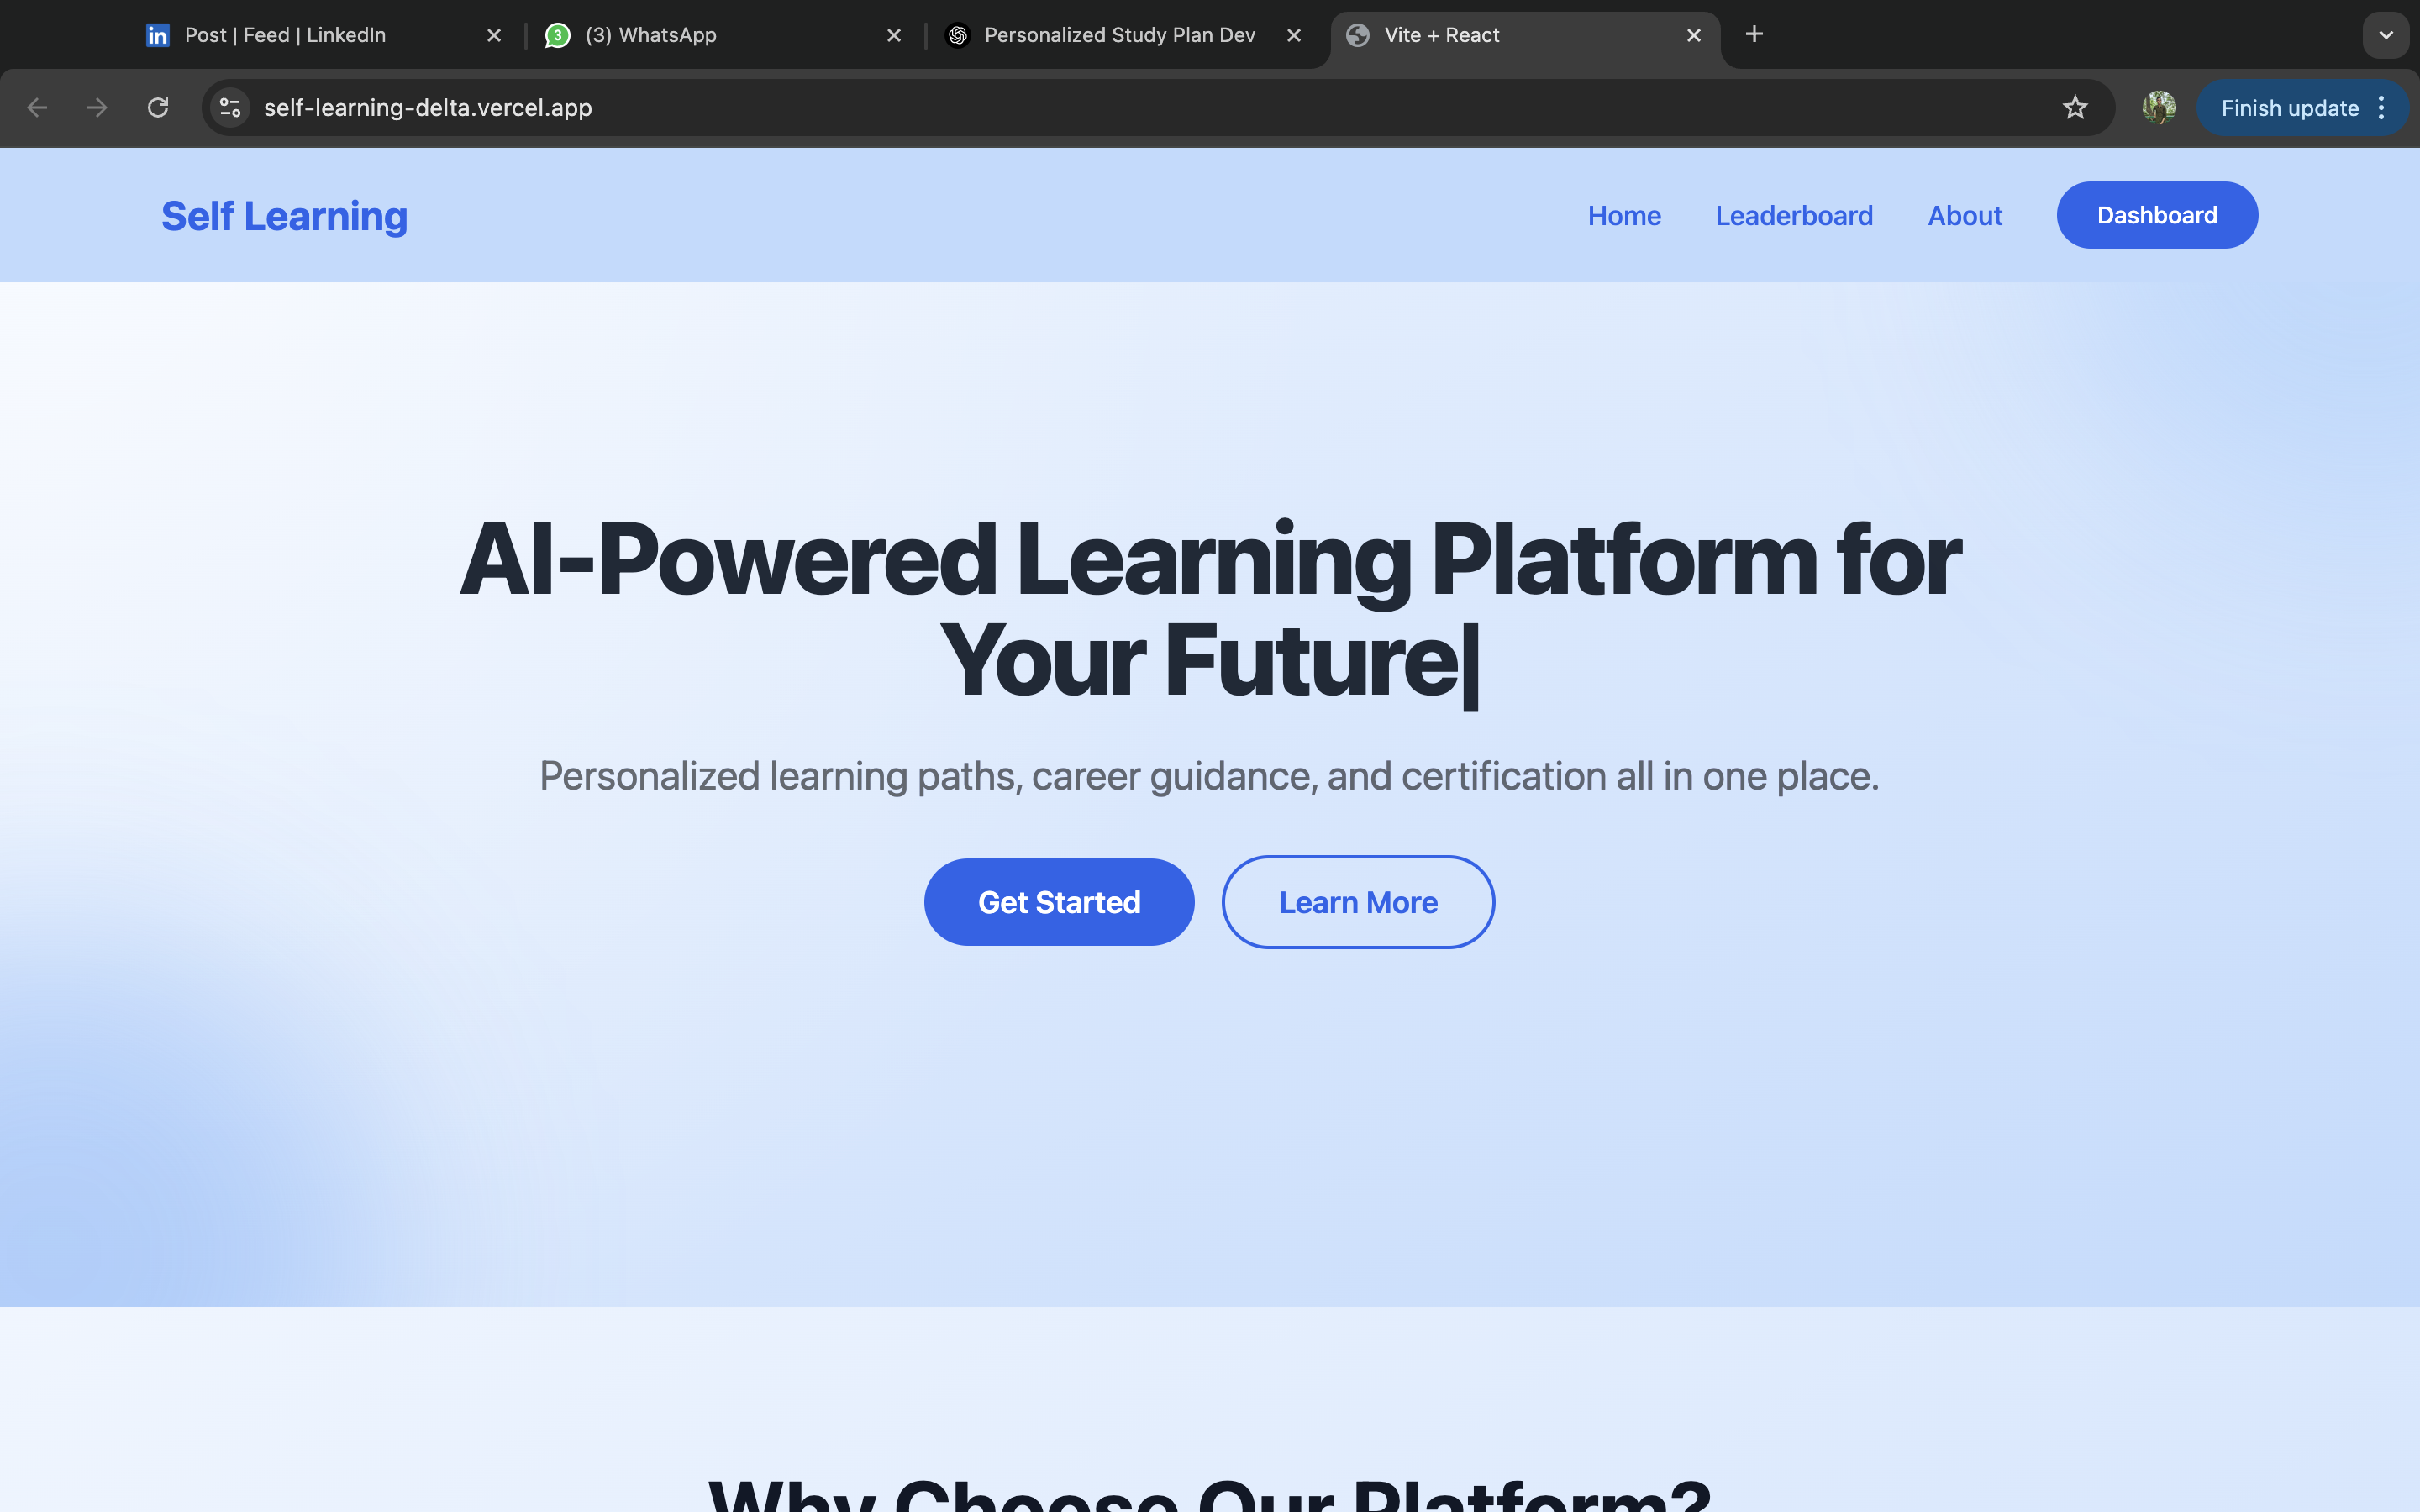 Post | Feed | LinkedIn
3 (3) WhatsApp
Personalized Study Plan Dev
Vite + React
self-learning-delta.vercel.app
Finish update
Self Learning
Home
Leaderboard
About
Dashboard
AI-Powered Learning Platform for
Your Future|
Personalized learning paths, career guidance, and certification all in one place.
Get Started
Learn More
Why Choose Our Platform?